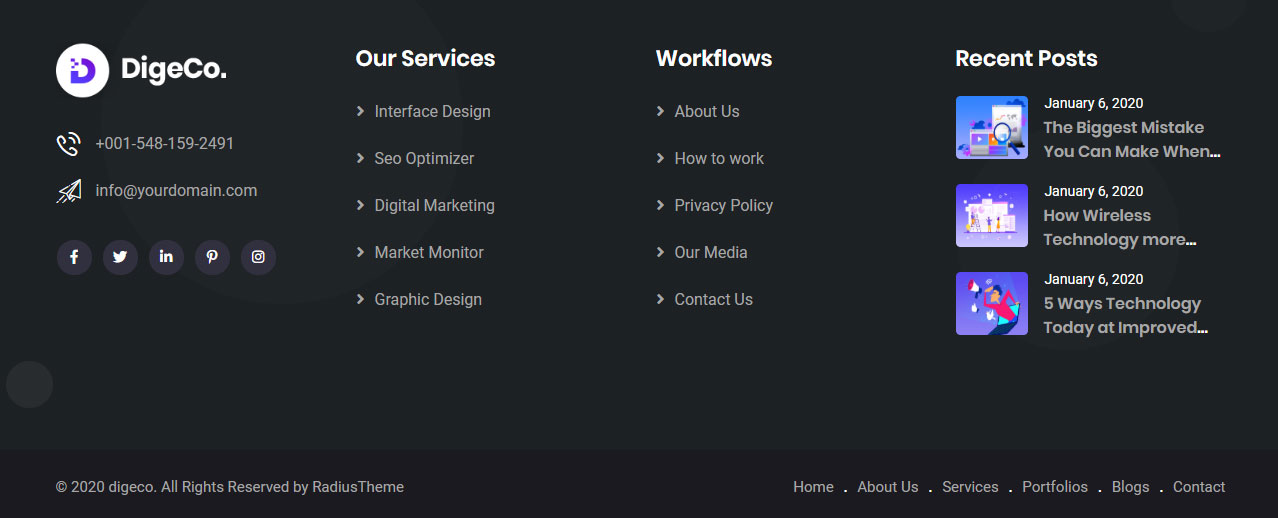 DigeCo.
+001-548-159-2491
info@yourdomain.com
Our Services
Interface Design
Seo Optimizer
Digital Marketing
Market Monitor
Graphic Design
Workflows
About Us
How to work
Privacy Policy
Our Media
Contact Us
Recent Posts
January 6, 2020
The Biggest Mistake
You Can Make When...
January 6, 2020
How Wireless
Technology more...
January 6, 2020
5 Ways Technology
Today at Improved...
© 2020 digeco. All Rights Reserved by RadiusTheme
Home . About Us . Services . Portfolios . Blogs . Contact